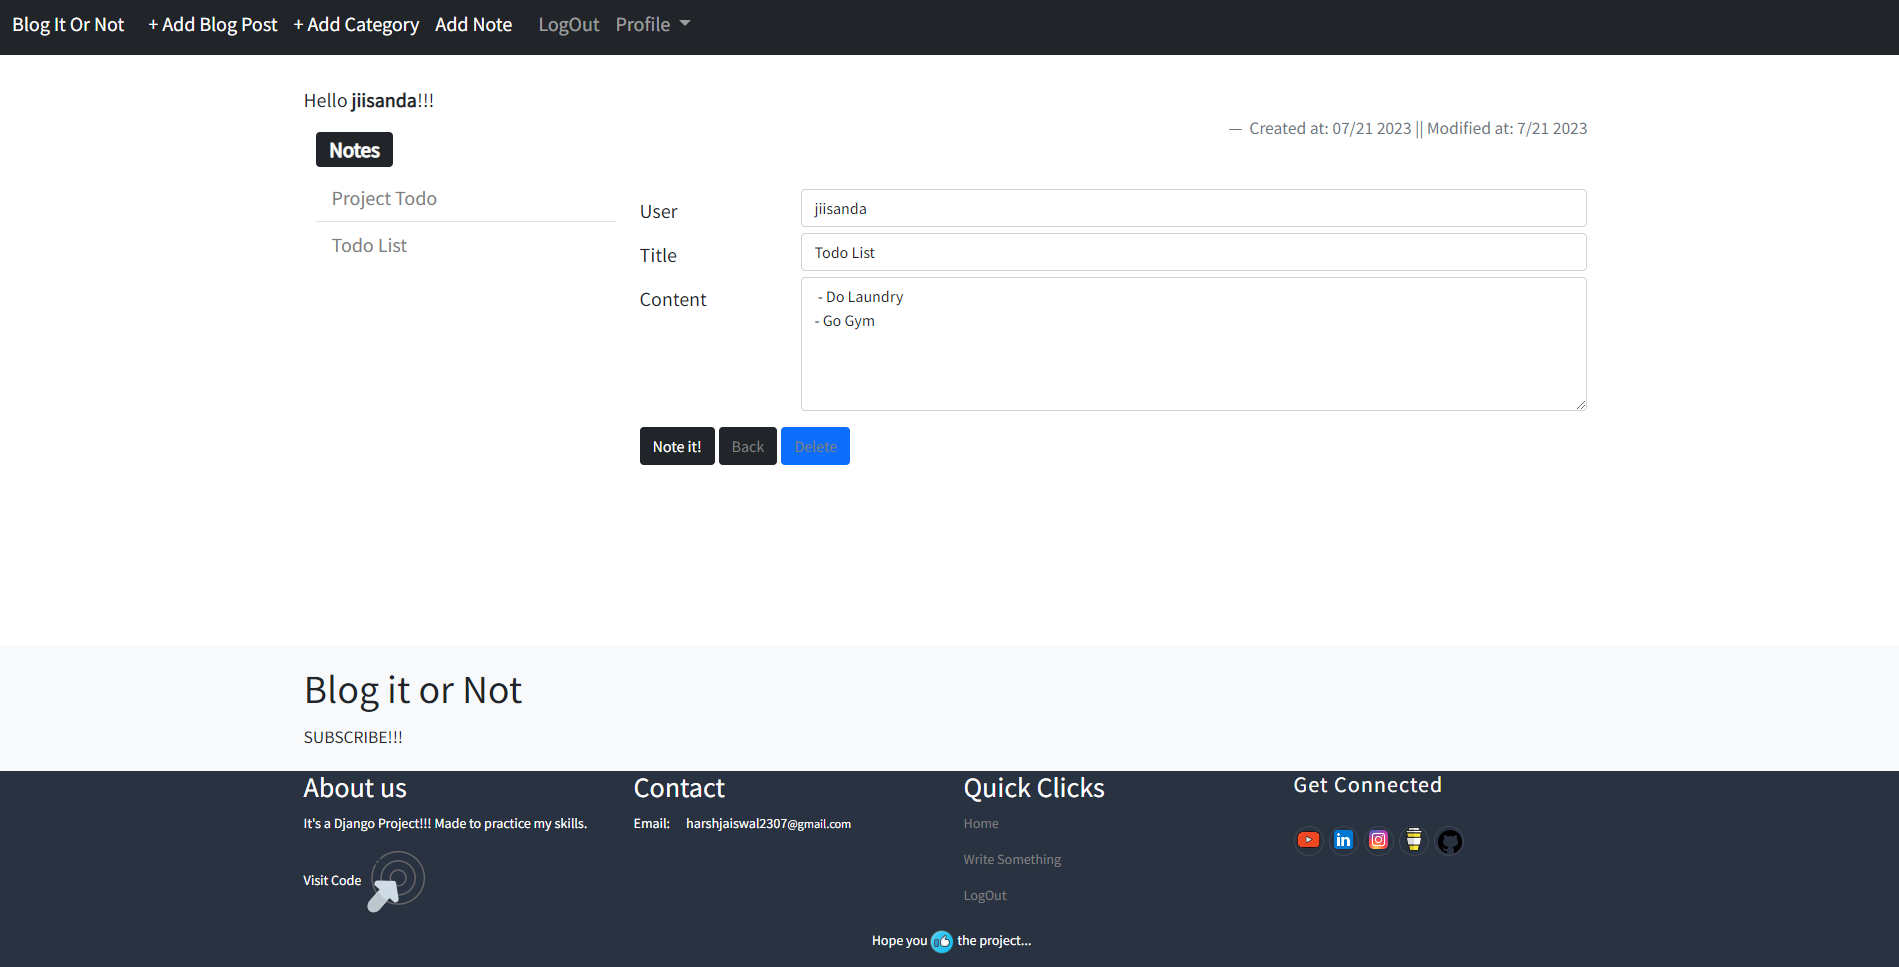 Blog It Or Not + Add Blog Post + Add Category Add Note LogOut Profile
Hello jiisanda!!!
— Created at: 07/21 2023 || Modified at: 7/21 2023
Notes
Project Todo
Todo List
User jiisanda
Title Todo List
Content - Do Laundry
- Go Gym
Note it! Back Delete
Blog it or Not
SUBSCRIBE!!!
About us
It's a Django Project!!! Made to practice my skills.
Visit Code
Contact
Email: harshjaiswal2307@gmail.com
Quick Clicks
Home
Write Something
LogOut
Get Connected
in
Hope you the project...